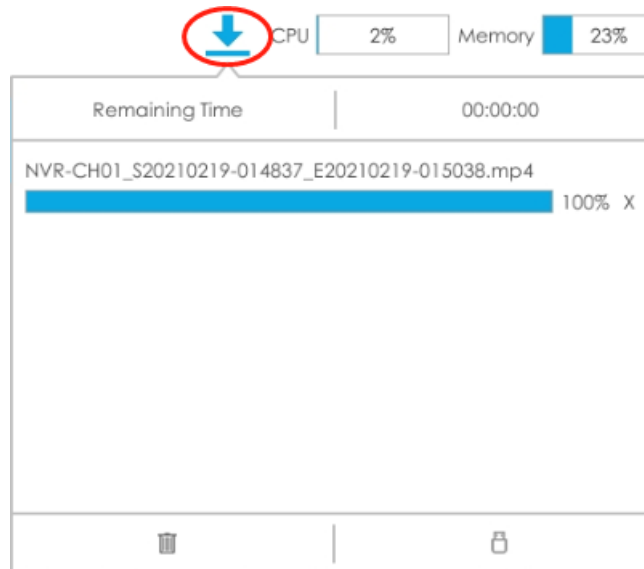 CPU 2% Memory 23%
Remaining Time 00:00:00
NVR-CH01_S20210219-014837_E20210219-015038.mp4
100% X